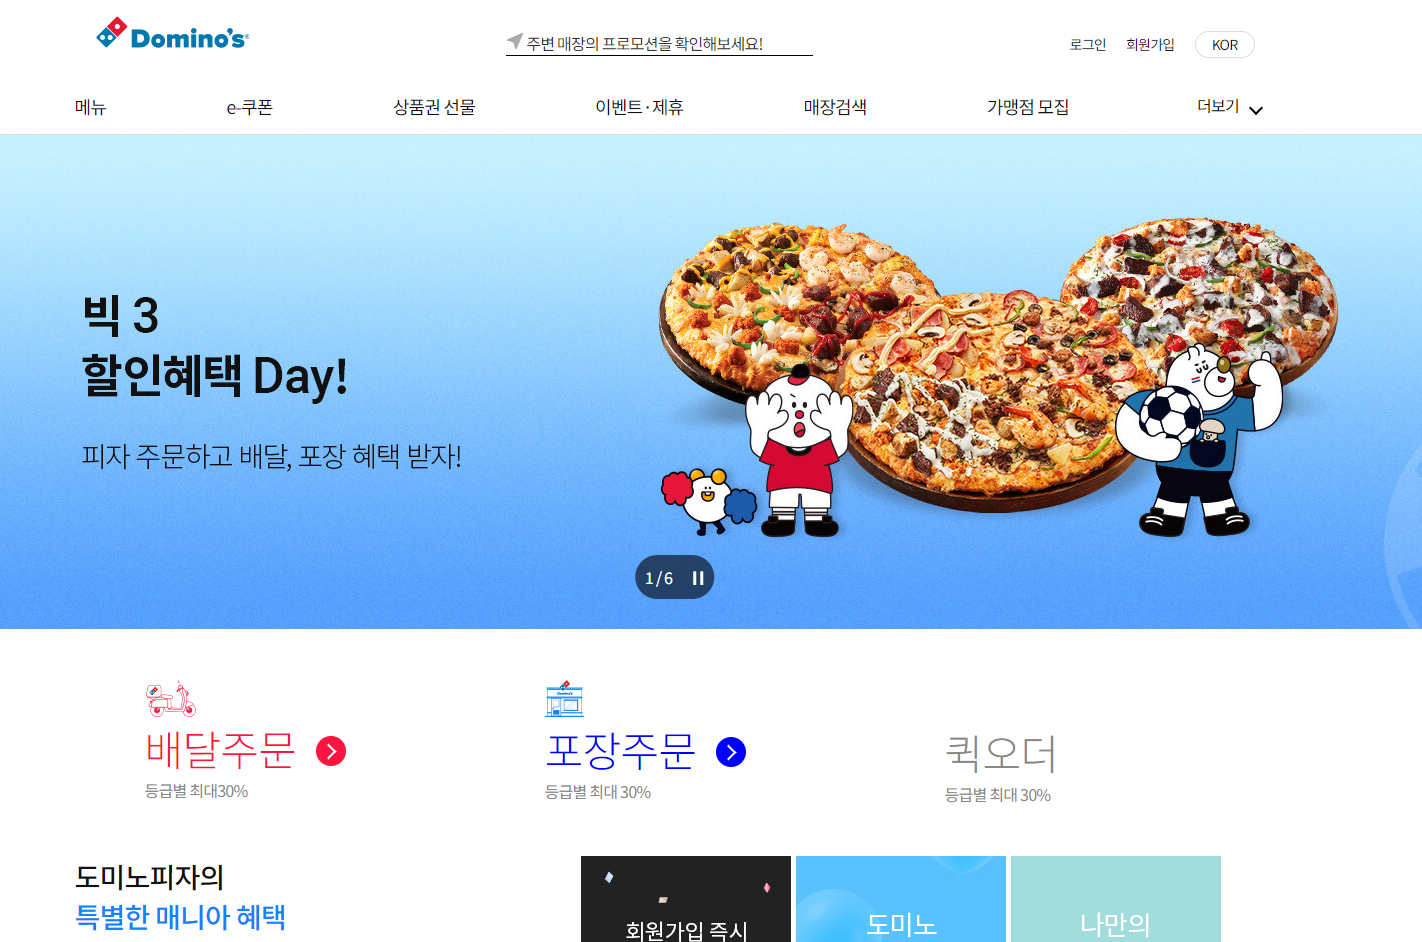 Domino's
주변 매장의 프로모션을 확인해보세요!
로그인 회원가입 KOR
메뉴 e-쿠폰 상품권 선물 이벤트·제휴 매장검색 가맹점 모집 더보기
빅 3
할인혜택 Day!
피자 주문하고 배달, 포장 혜택 받자!
1/6
Domino's
배달주문 포장주문 퀵오더
등급별 최대30% 등급별 최대 30% 등급별 최대 30%
도미노피자의
특별한 매니아 혜택
회원가입 즉시 도미노 나만의